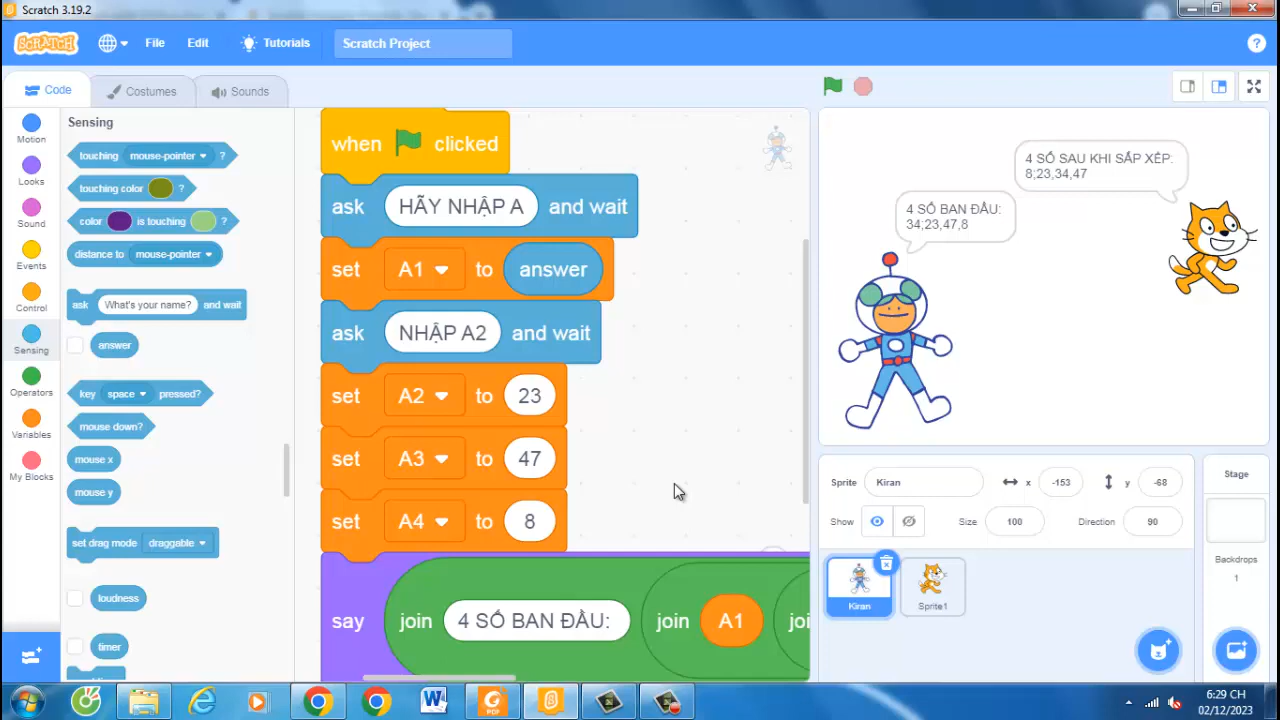 Scratch 3.19.2
SCRATCH
File
Edit
Tutorials
Scratch Project
?
Code
Costumes
Sounds
Motion
Looks
Sound
Events
Control
Sensing
Operators
Variables
My Blocks
Sensing
touching mouse-pointer ?
touching color ?
color is touching ?
distance to mouse-pointer
ask What's your name? and wait
answer
key space pressed?
mouse down?
mouse x
mouse y
set drag mode draggable
loudness
timer
when clicked
ask HÃY NHẬP A and wait
set A1 to answer
ask NHẬP A2 and wait
set A2 to 23
set A3 to 47
set A4 to 8
say join 4 SỐ BAN ĐẦU: join A1 joi
4 SỐ SAU KHI SẮP XẾP:
8;23,34,47
4 SỐ BAN ĐẦU:
34;23,47,8
Sprite Kiran x -153 y -68
Show Size 100 Direction 90
Kiran
Sprite1
Stage
Backdrops
1
PDF
6:29 CH
02/12/2023